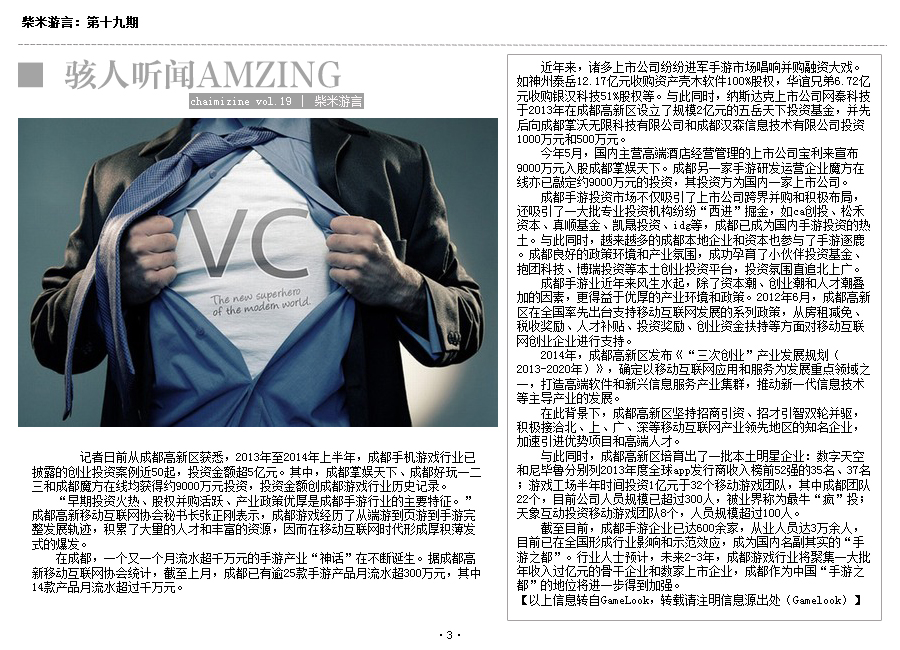 柴米游言：第十九期
骇人听闻AMZING
chaimizine vol.19 | 柴米游言
VC
The new superhero
of the modern world.
记者日前从成都高新区获悉，2013年至2014年上半年，成都手机游戏行业已
披露的创业投资案例近50起，投资金额超5亿元。其中，成都掌娱天下、成都好玩一二
三和成都魔方在线均获得约9000万元投资，投资金额创成都游戏行业历史记录。
“早期投资火热、股权并购活跃、产业政策优厚是成都手游行业的主要特征。”
成都高新移动互联网协会秘书长张正刚表示，成都游戏经历了从端游到页游到手游完
整发展轨迹，积累了大量的人才和丰富的资源，因而在移动互联网时代形成厚积薄发
式的爆发。
在成都，一个又一个月流水超千万元的手游产业“神话”在不断诞生。据成都高
新移动互联网协会统计，截至上月，成都已有逾25款手游产品月流水超300万元，其中
14款产品月流水超过千万元。
近年来，诸多上市公司纷纷进军手游市场唱响并购融资大戏。
如神州泰岳12.17亿元收购资产壳木软件100%股权，华谊兄弟6.72亿
元收购银汉科技51%股权等。与此同时，纳斯达克上市公司网秦科技
于2013年在成都高新区设立了规模2亿元的五岳天下投资基金，并先
后向成都掌沃无限科技有限公司和成都汉森信息技术有限公司投资
1000万元和500万元。
今年5月，国内主营高端酒店经营管理的上市公司宝利来宣布
9000万元入股成都掌娱天下。成都另一家手游研发运营企业魔方在
线亦已敲定约9000万元的投资，其投资方为国内一家上市公司。
成都手游投资市场不仅吸引了上市公司跨界并购和积极布局，
还吸引了一大批专业投资机构纷纷“西进”掘金，如ca创投、松禾
资本、真顺基金、凯晟投资、idg等，成都已成为国内手游投资的热
土。与此同时，越来越多的成都本地企业和资本也参与了手游逐鹿
。成都良好的政策环境和产业氛围，成功孕育了小伙伴投资基金、
抱团科技、博瑞投资等本土创业投资平台，投资氛围直追北上广。
成都手游业近年来风生水起，除了资本潮、创业潮和人才潮叠
加的因素，更得益于优厚的产业环境和政策。2012年6月，成都高新
区在全国率先出台支持移动互联网发展的系列政策，从房租减免、
税收奖励、人才补贴、投资奖励、创业资金扶持等方面对移动互联
网创业企业进行支持。
2014年，成都高新区发布《“三次创业”产业发展规划（
2013-2020年）》，确定以移动互联网应用和服务为发展重点领域之
一，打造高端软件和新兴信息服务产业集群，推动新一代信息技术
等主导产业的发展。
在此背景下，成都高新区坚持招商引资、招才引智双轮并驱，
积极接洽北、上、广、深等移动互联网产业领先地区的知名企业，
加速引进优势项目和高端人才。
与此同时，成都高新区培育出了一批本土明星企业：数字天空
和尼毕鲁分别列2013年度全球app发行商收入榜前52强的35名、37名
；游戏工场半年时间投资1亿元于32个移动游戏团队，其中成都团队
22个，目前公司人员规模已超过300人，被业界称为最牛“疯”投；
天象互动投资移动游戏团队8个，人员规模超过100人。
截至目前，成都手游企业已达600余家，从业人员达3万余人，
目前已在全国形成行业影响和示范效应，成为国内名副其实的“手
游之都”。行业人士预计，未来2-3年，成都游戏行业将聚集一大批
年收入过亿元的骨干企业和数家上市企业，成都作为中国“手游之
都”的地位将进一步得到加强。
【以上信息转自GameLook，转载请注明信息源出处（Gamelook）】
·3·